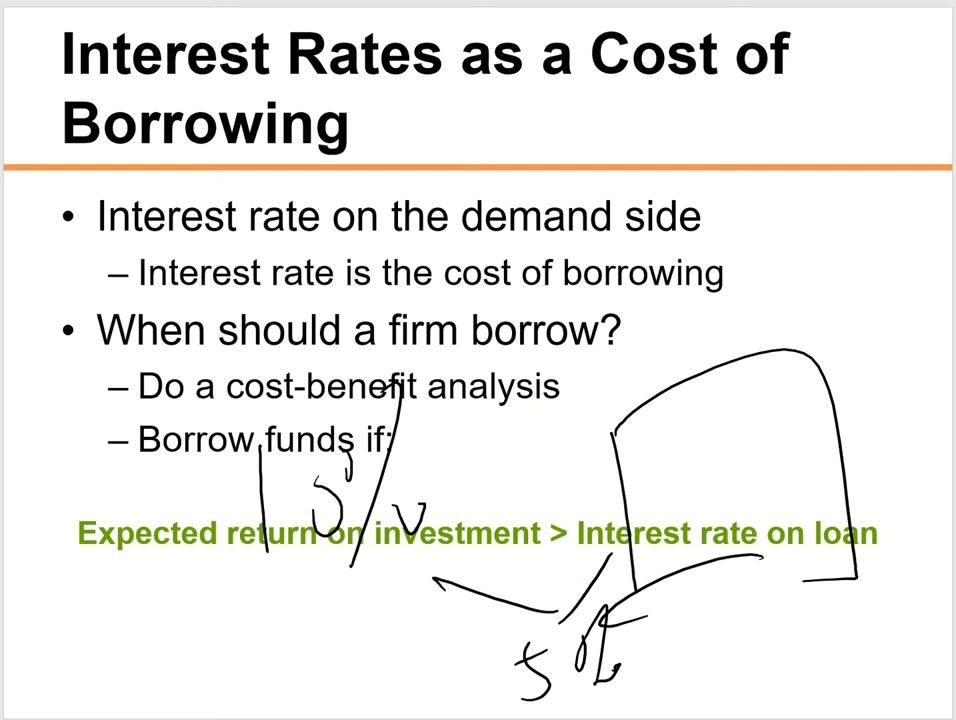 Interest Rates as a Cost of
Borrowing
• Interest rate on the demand side
– Interest rate is the cost of borrowing
• When should a firm borrow?
– Do a cost-benefit analysis
– Borrow funds if:
Expected return on investment > Interest rate on loan